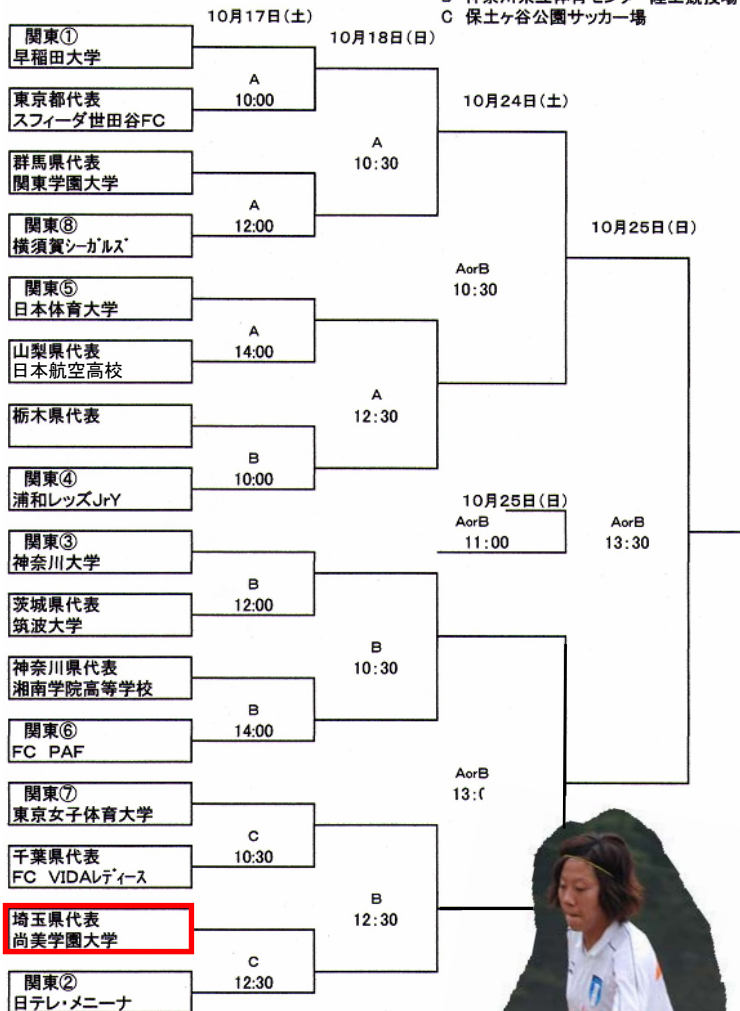 10月17日(土)
C 保土ヶ谷公園サッカー場
10月18日(日)
関東①
早稲田大学
A
10:00
東京都代表
スフィーダ世田谷FC
10月24日(土)
A
10:30
群馬県代表
関東学園大学
A
12:00
関東⑧
横須賀シーガルズ
10月25日(日)
AorB
10:30
関東⑤
日本体育大学
A
14:00
山梨県代表
日本航空高校
A
12:30
栃木県代表
B
10:00
関東④
浦和レッズJrY
10月25日(日)
AorB
11:00
AorB
13:30
関東③
神奈川大学
B
12:00
茨城県代表
筑波大学
B
10:30
神奈川県代表
湘南学院高等学校
B
14:00
関東⑥
FC PAF
AorB
関東⑦
東京女子体育大学
C
10:30
千葉県代表
FC VIDAレディース
B
12:30
埼玉県代表
尚美学園大学
C
12:30
関東②
日テレ・メニーナ